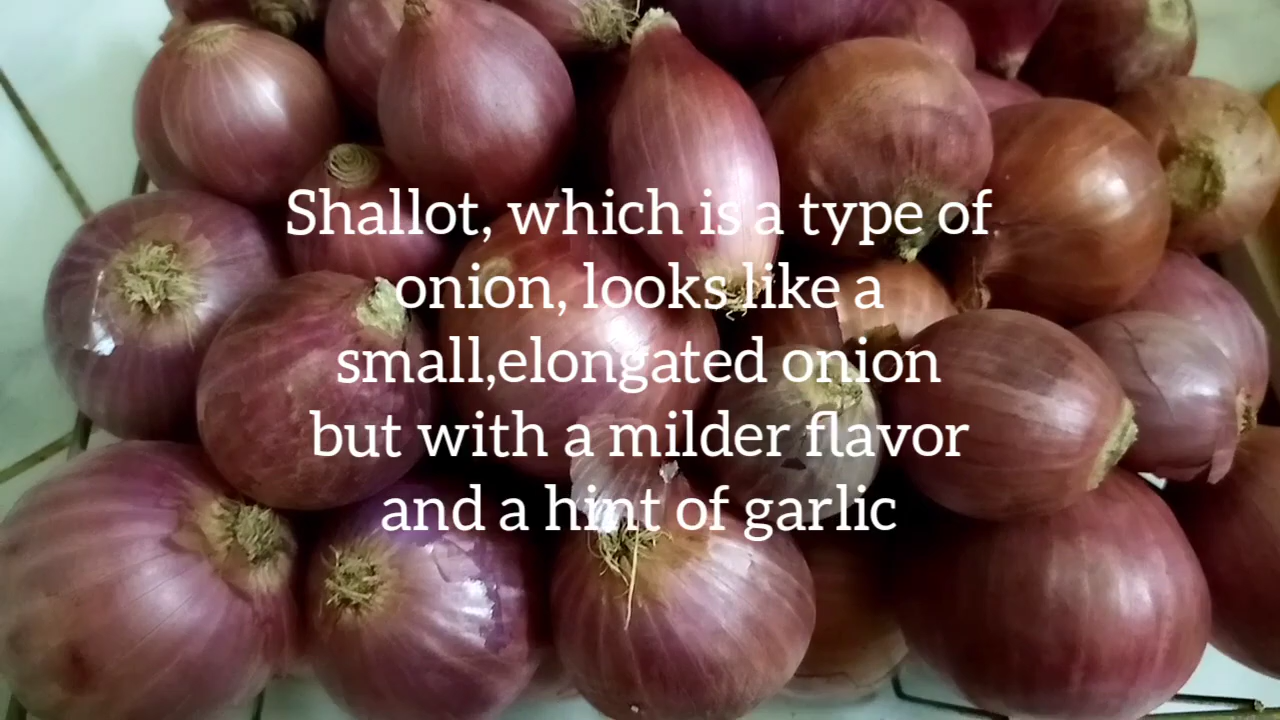 Shallot, which is a type of
onion, looks like a
small,elongated onion
but with a milder flavor
and a hint of garlic